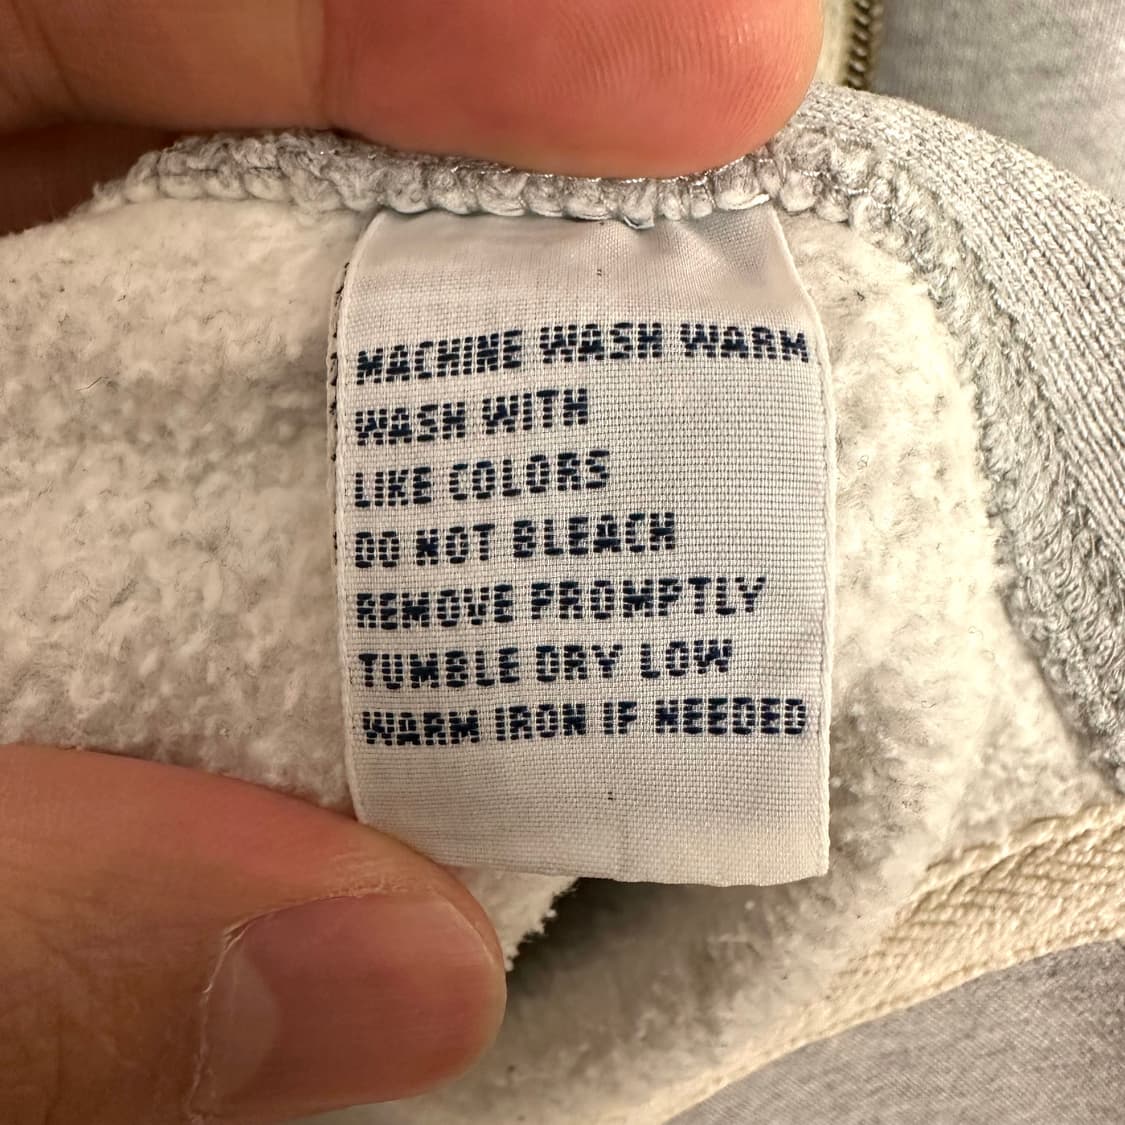 MACHINE WASH WARM
WASH WITH
LIKE COLORS
DO NOT BLEACH
REMOVE PROMPTLY
TUMBLE DRY LOW
WARM IRON IF NEEDED